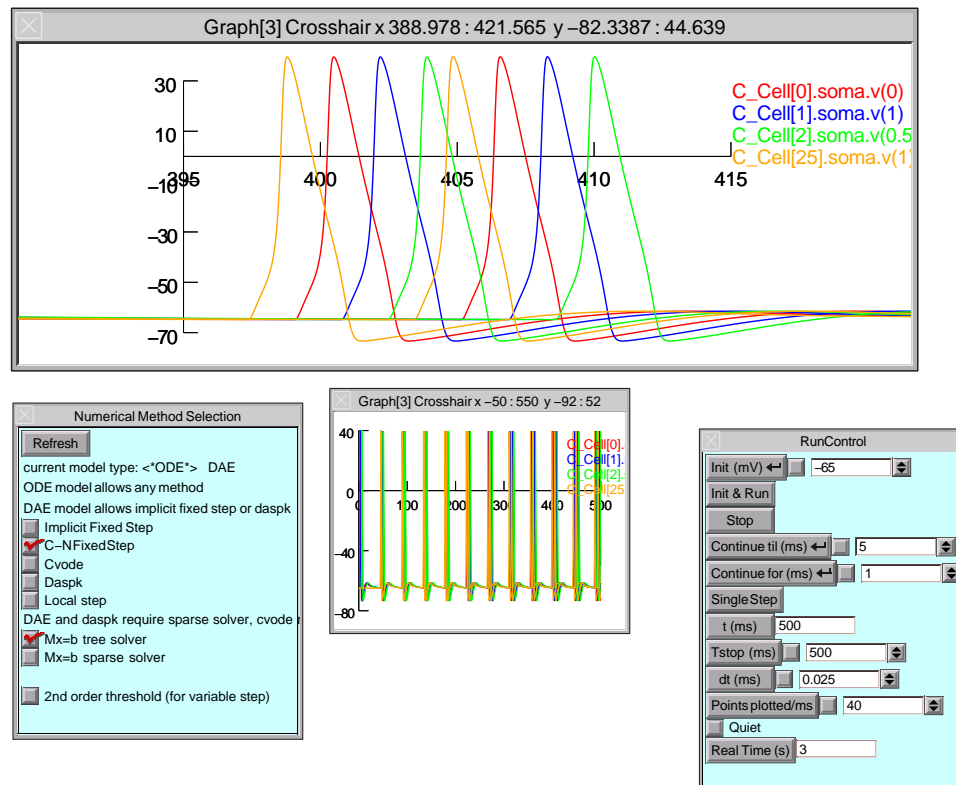 Graph[3] Crosshair x 388.978 : 421.565 y −82.3387 : 44.639
30
10
−10
−30
−50
−70
395
400
405
410
415
C_Cell[0].soma.v(0)
C_Cell[1].soma.v(1)
C_Cell[2].soma.v(0.5
C_Cell[25].soma.v(1)
Numerical Method Selection
Refresh
current model type: <*ODE*> DAE
ODE model allows any method
DAE model allows implicit fixed step or daspk
Implicit Fixed Step
C−N Fixed Step
Cvode
Daspk
Local step
DAE and daspk require sparse solver, cvode
Mx=b tree solver
Mx=b sparse solver
2nd order threshold (for variable step)
Graph[3] Crosshair x −50 : 550 y −92 : 52
40
0
−40
−80
0
100
200
300
400
500
C_Cell[0].
C_Cell[1].
C_Cell[2].
C_Cell[25
RunControl
Init (mV)
−65
Init & Run
Stop
Continue til (ms)
5
Continue for (ms)
1
Single Step
t (ms)
500
Tstop (ms)
500
dt (ms)
0.025
Points plotted/ms
40
Quiet
Real Time (s)
3